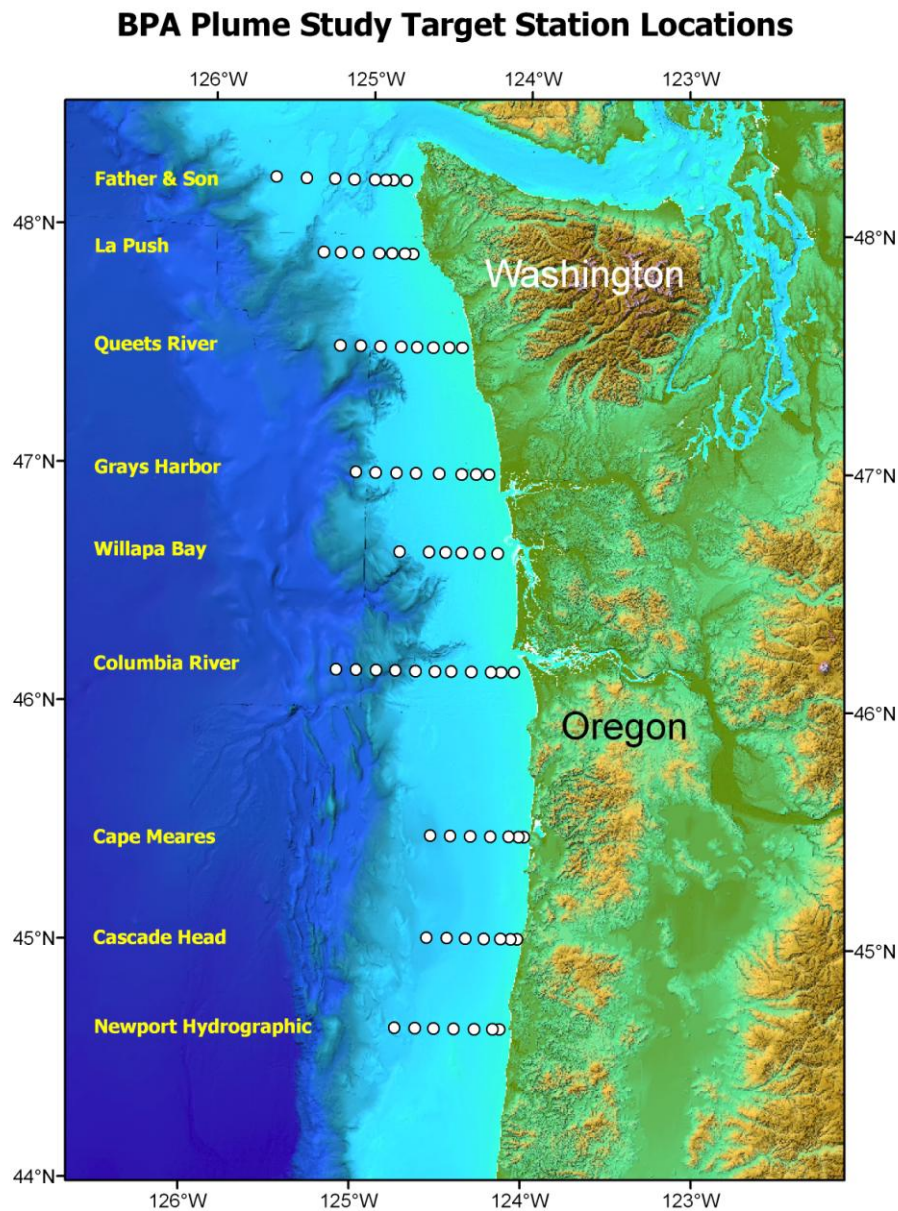 BPA Plume Study Target Station Locations
126°W 125°W 124°W 123°W
Father & Son
48°N 48°N
La Push
Washington
Queets River
47°N 47°N
Grays Harbor
Willapa Bay
Columbia River
46°N 46°N
Oregon
Cape Meares
45°N 45°N
Cascade Head
Newport Hydrographic
44°N
126°W 125°W 124°W 123°W